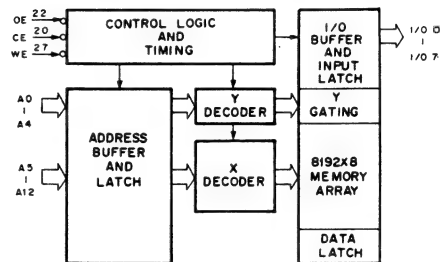 OE 22
CE 20
WE 27
CONTROL LOGIC
AND
TIMING
I/O
BUFFER
AND
INPUT
LATCH
I/O 0
I
I/O 7
A0
I
A4
ADDRESS
BUFFER
AND
LATCH
Y
DECODER
Y
GATING
A5
I
A12
X
DECODER
8192X8
MEMORY
ARRAY
DATA
LATCH